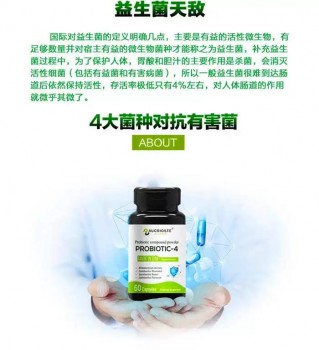 益生菌天敌
国际对益生菌的定义明确几点，主要是有益的活性微生物，有
足够数量并对宿主有益的微生物菌种才能称之为益生菌，补充益生
菌过程中，为了保护人体，胃酸和胆汁的主要作用是杀菌，会消灭
活性细菌（包括有益菌和有害病菌），所以一般益生菌很难到达肠
道后依然保持活性，存活率极低只有4%左右，对人体肠道的作用
就微乎其微了。
4大菌种对抗有害菌
ABOUT
Probiotic compound powder
PROBIOTIC-4
60 Capsules